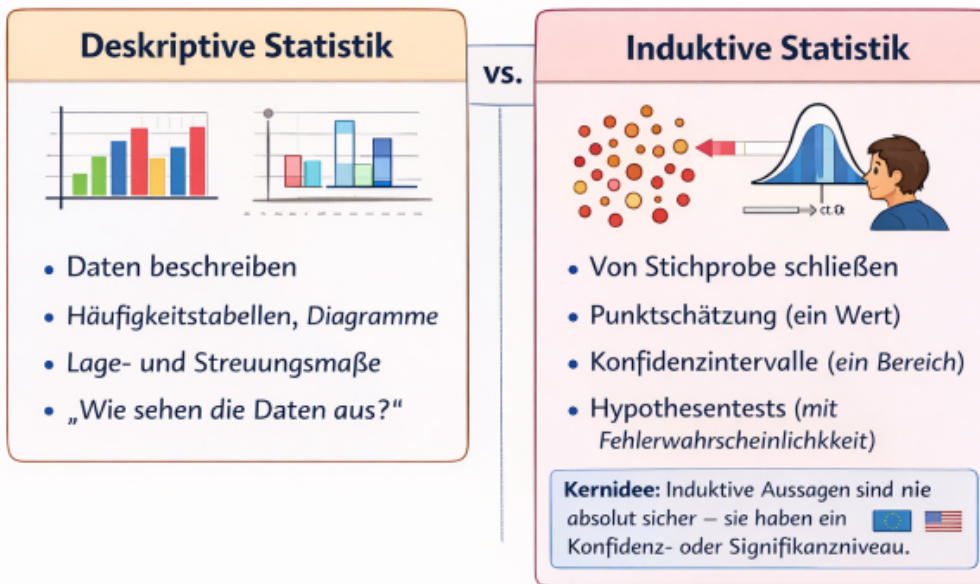 Deskriptive Statistik
vs.
Induktive Statistik
• Daten beschreiben
• Häufigkeitstabellen, Diagramme
• Lage- und Streuungsmaße
• „Wie sehen die Daten aus?“
• Von Stichprobe schließen
• Punktschätzung (ein Wert)
• Konfidenzintervalle (ein Bereich)
• Hypothesentests (mit
Fehlerwahrscheinlichkkeit)
Kernidee: Induktive Aussagen sind nie
absolut sicher – sie haben ein
Konfidenz- oder Signifikanzniveau.